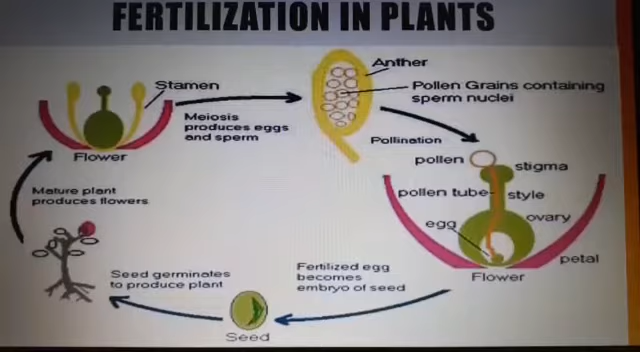 FERTILIZATION IN PLANTS
Stamen
Flower
Meiosis
produces eggs
and sperm
Anther
Pollen Grains containing
sperm nuclei
Pollination
pollen
stigma
pollen tube
style
egg
ovary
petal
Flower
Fertilized egg
becomes
embryo of seed
Seed
Seed germinates
to produce plant
Mature plant
produces flowers